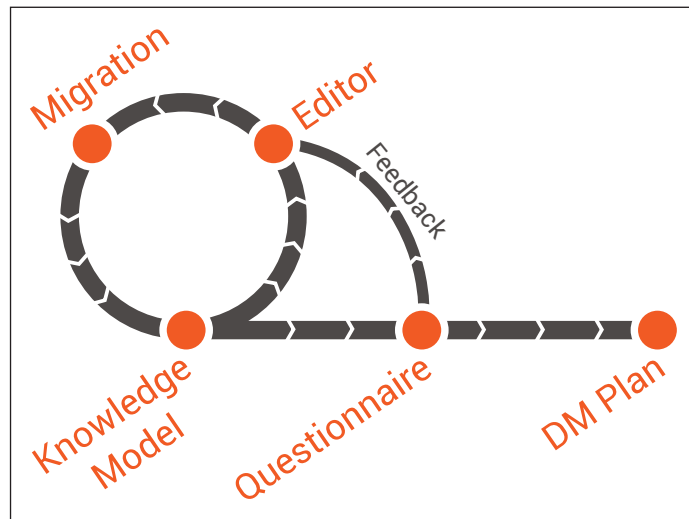 Migration
Editor
Feedback
Knowledge
Model
Questionnaire
DM Plan